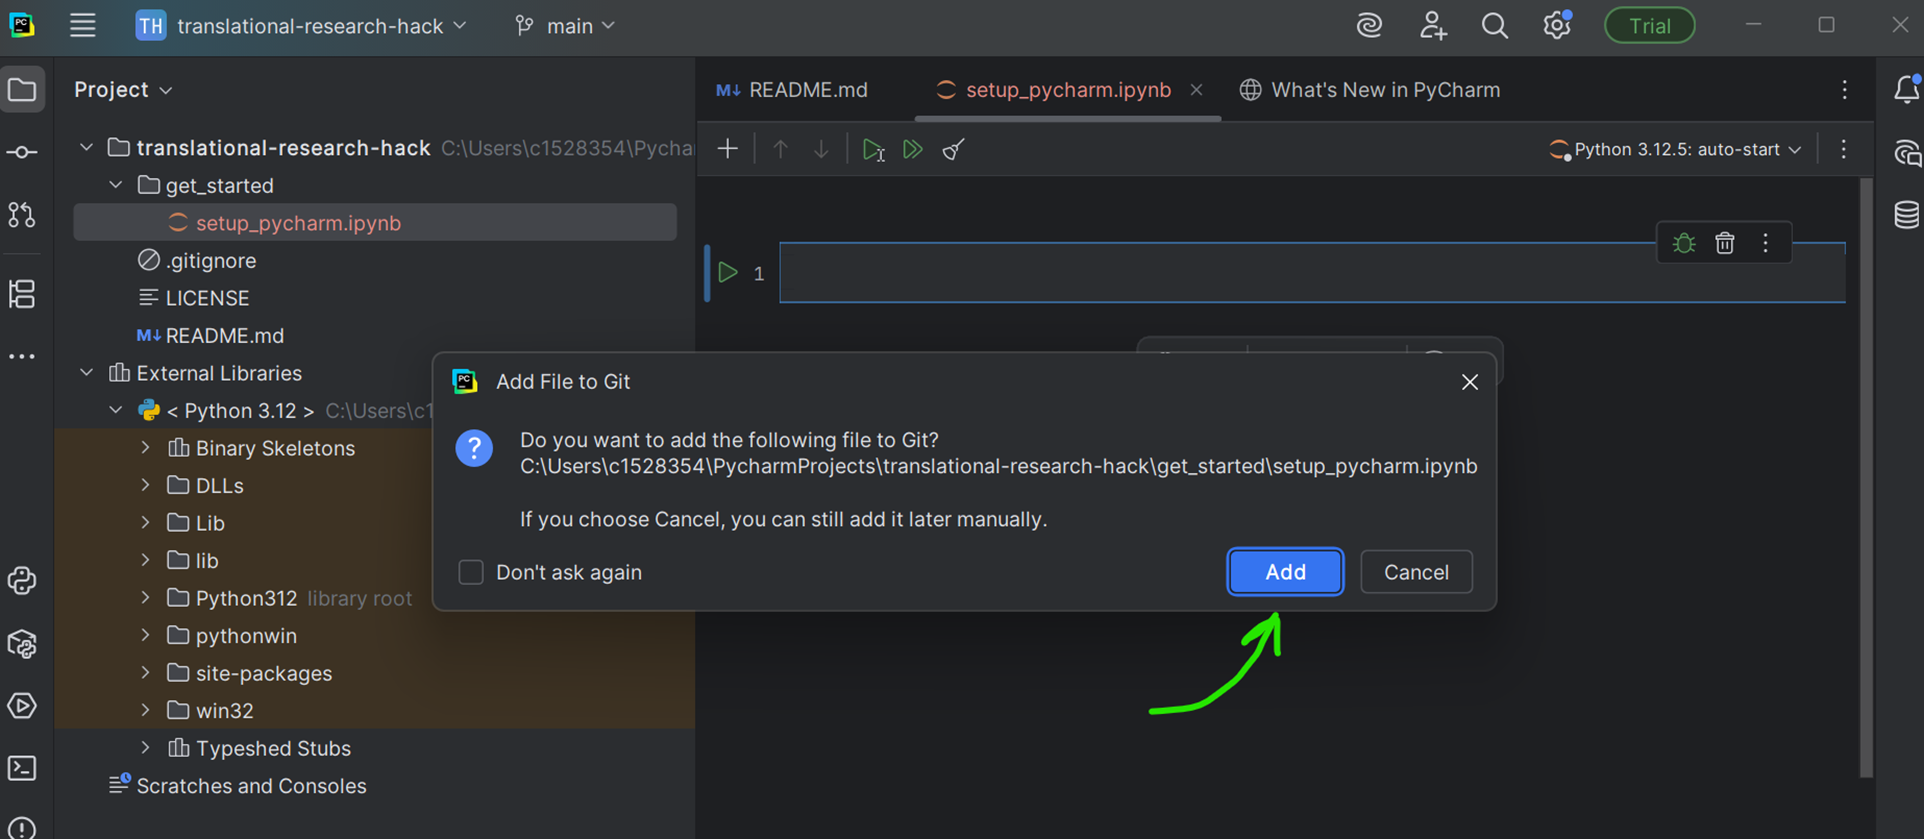 PC
TH translational-research-hack
main
Trial
Project
M↓ README.md
setup_pycharm.ipynb
What's New in PyCharm
translational-research-hack C:\Users\c1528354\Pychar
Python 3.12.5: auto-start
get_started
setup_pycharm.ipynb
.gitignore
1
LICENSE
M↓ README.md
External Libraries
< Python 3.12 > C:\Users\c1
Binary Skeletons
DLLs
Lib
lib
Python312 library root
pythonwin
site-packages
win32
Typeshed Stubs
Scratches and Consoles
PC Add File to Git
? Do you want to add the following file to Git?
C:\Users\c1528354\PycharmProjects\translational-research-hack\get_started\setup_pycharm.ipynb
If you choose Cancel, you can still add it later manually.
Don't ask again
Add
Cancel